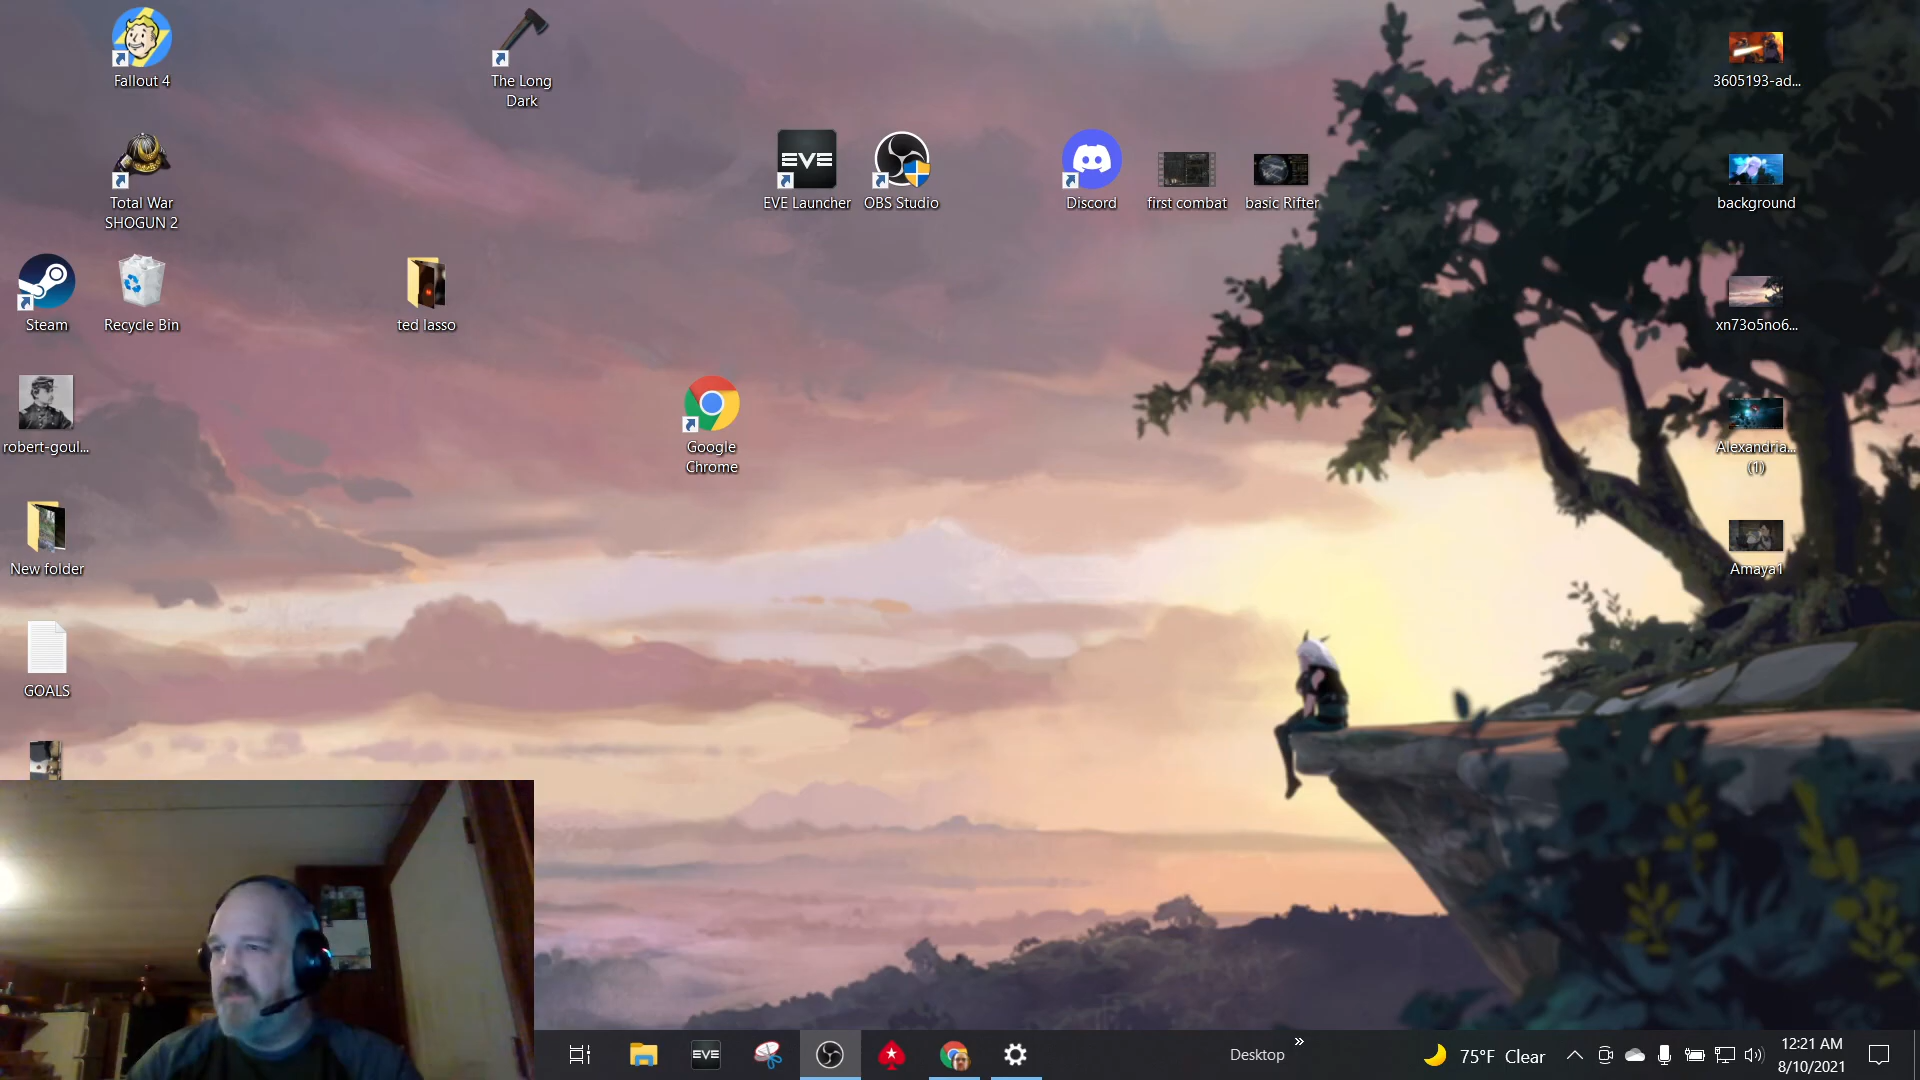 Fallout 4
The Long
Dark
3605193-ad...
EVE
Total War
SHOGUN 2
EVE Launcher
OBS Studio
Discord
first combat
basic Rifter
background
Steam
Recycle Bin
ted lasso
xn73o5no6...
robert-goul...
Google
Chrome
Alexandria...
(1)
New folder
Amaya1
GOALS
EVE
Desktop
»
75°F Clear
12:21 AM
8/10/2021